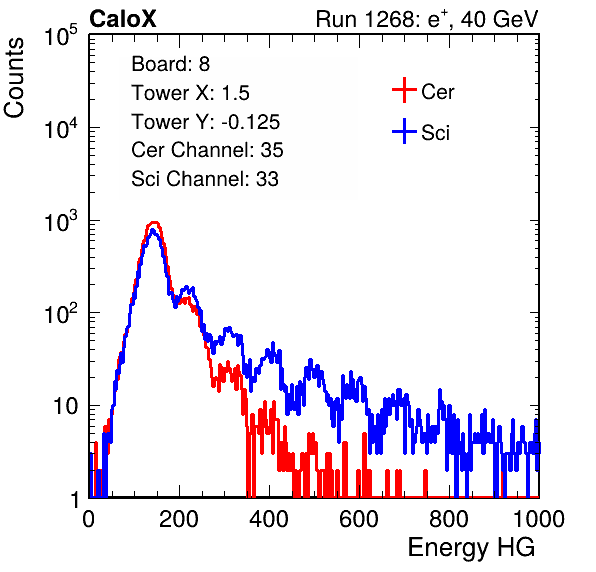 CaloX Run 1268: e⁺, 40 GeV
Counts
Board: 8
Tower X: 1.5
Tower Y: -0.125
Cer Channel: 35
Sci Channel: 33
Cer
Sci
10⁵
10⁴
10³
10²
10
1
0 200 400 600 800 1000
Energy HG